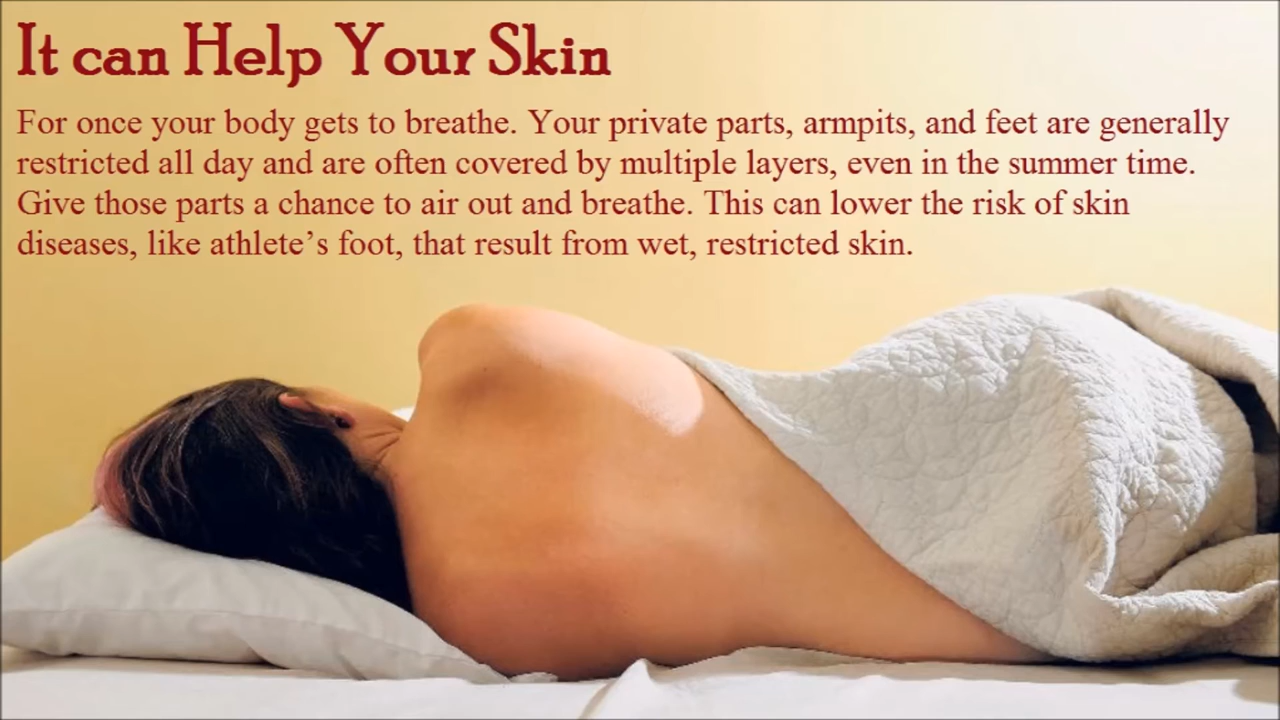 It can Help Your Skin
For once your body gets to breathe. Your private parts, armpits, and feet are generally
restricted all day and are often covered by multiple layers, even in the summer time.
Give those parts a chance to air out and breathe. This can lower the risk of skin
diseases, like athlete’s foot, that result from wet, restricted skin.